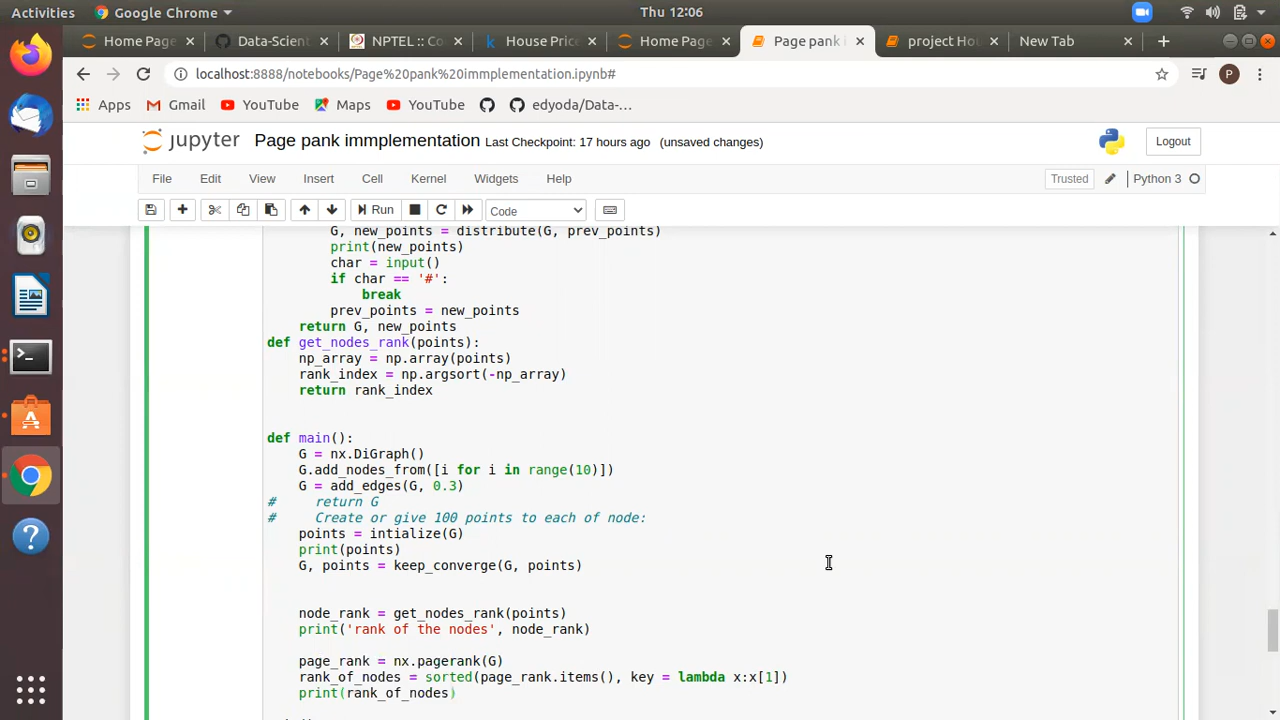 Activities
Google Chrome
Thu 12:06
Home Page
Data-Scient
NPTEL :: Co
House Price
Home Page
Page pank i
project Hou
New Tab
localhost:8888/notebooks/Page%20pank%20immplementation.ipynb#
P
Apps
Gmail
YouTube
Maps
YouTube
edyoda/Data-...
jupyter
Page pank immplementation Last Checkpoint: 17 hours ago (unsaved changes)
Logout
File Edit View Insert Cell Kernel Widgets Help
Trusted
Python 3
Run
Code
G, new_points = distribute(G, prev_points)
print(new_points)
char = input()
if char == '#':
break
prev_points = new_points
return G, new_points
def get_nodes_rank(points):
np_array = np.array(points)
rank_index = np.argsort(-np_array)
return rank_index
def main():
G = nx.DiGraph()
G.add_nodes_from([i for i in range(10)])
G = add_edges(G, 0.3)
# return G
# Create or give 100 points to each of node:
points = intialize(G)
print(points)
G, points = keep_converge(G, points)
node_rank = get_nodes_rank(points)
print('rank of the nodes', node_rank)
page_rank = nx.pagerank(G)
rank_of_nodes = sorted(page_rank.items(), key = lambda x:x[1])
print(rank_of_nodes)